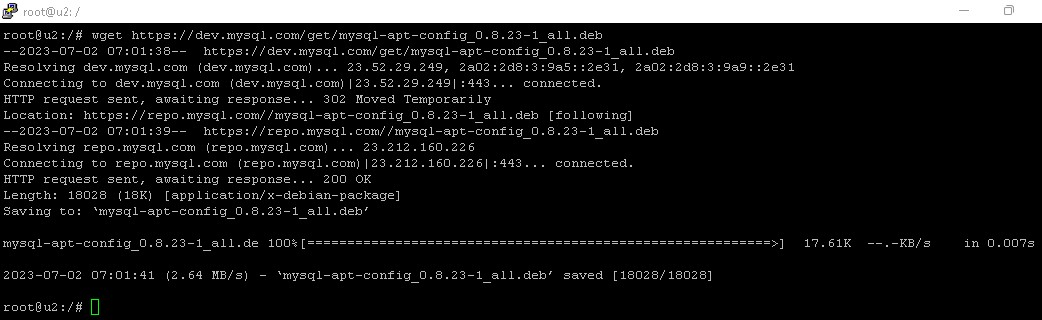 root@u2: /
root@u2:/# wget https://dev.mysql.com/get/mysql-apt-config_0.8.23-1_all.deb
--2023-07-02 07:01:38--  https://dev.mysql.com/get/mysql-apt-config_0.8.23-1_all.deb
Resolving dev.mysql.com (dev.mysql.com)... 23.52.29.249, 2a02:2d8:3:9a5::2e31, 2a02:2d8:3:9a9::2e31
Connecting to dev.mysql.com (dev.mysql.com)|23.52.29.249|:443... connected.
HTTP request sent, awaiting response... 302 Moved Temporarily
Location: https://repo.mysql.com//mysql-apt-config_0.8.23-1_all.deb [following]
--2023-07-02 07:01:39--  https://repo.mysql.com//mysql-apt-config_0.8.23-1_all.deb
Resolving repo.mysql.com (repo.mysql.com)... 23.212.160.226
Connecting to repo.mysql.com (repo.mysql.com)|23.212.160.226|:443... connected.
HTTP request sent, awaiting response... 200 OK
Length: 18028 (18K) [application/x-debian-package]
Saving to: ‘mysql-apt-config_0.8.23-1_all.deb’
mysql-apt-config_0.8.23-1_all.de 100%[==========================================================>]  17.61K  --.-KB/s    in 0.007s
2023-07-02 07:01:41 (2.64 MB/s) - ‘mysql-apt-config_0.8.23-1_all.deb’ saved [18028/18028]
root@u2:/#